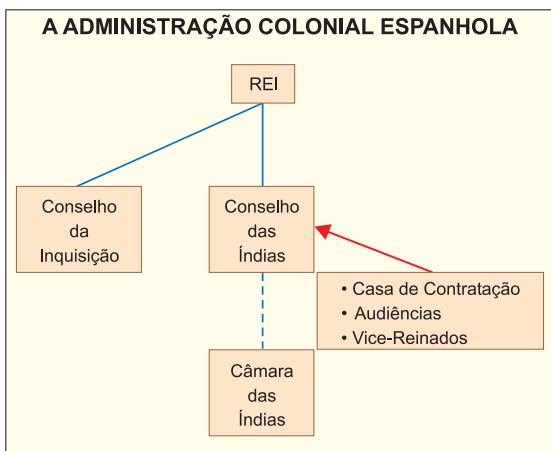 A ADMINISTRAÇÃO COLONIAL ESPANHOLA
REI
Conselho
da
Inquisição
Conselho
das
Índias
• Casa de Contratação
• Audiências
• Vice-Reinados
Câmara
das
Índias